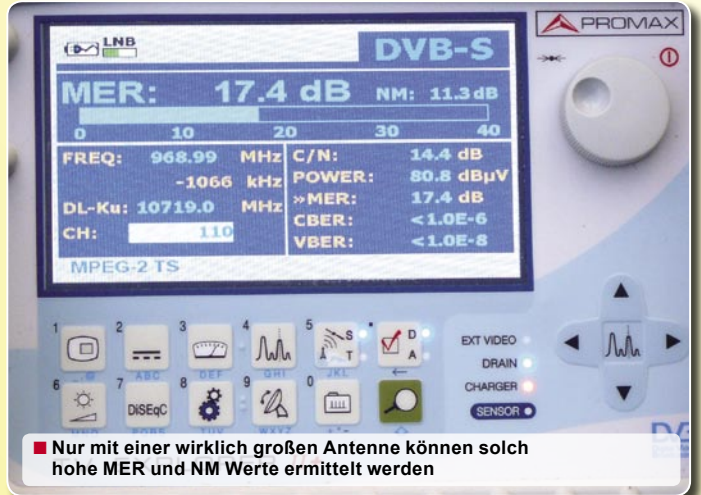 PROMAX
LNB
DVB-S
MER: 17.4 dB NM: 11.3 dB
0 10 20 30 40
FREQ: 968.99 MHz
-1066 kHz
DL-Ku: 10719.0 MHz
CH: 110
C/N: 14.4 dB
POWER: 80.8 dBµV
»MER: 17.4 dB
CBER: <1.0E-6
VBER: <1.0E-8
MPEG-2 TS
1 2 3 4 5 S D
T A
ABC DEF GHI JKL ←
6 7 8 9 0
DiSEqC
EXT VIDEO
DRAIN
CHARGER
SENSOR
■ Nur mit einer wirklich großen Antenne können solch
hohe MER und NM Werte ermittelt werden